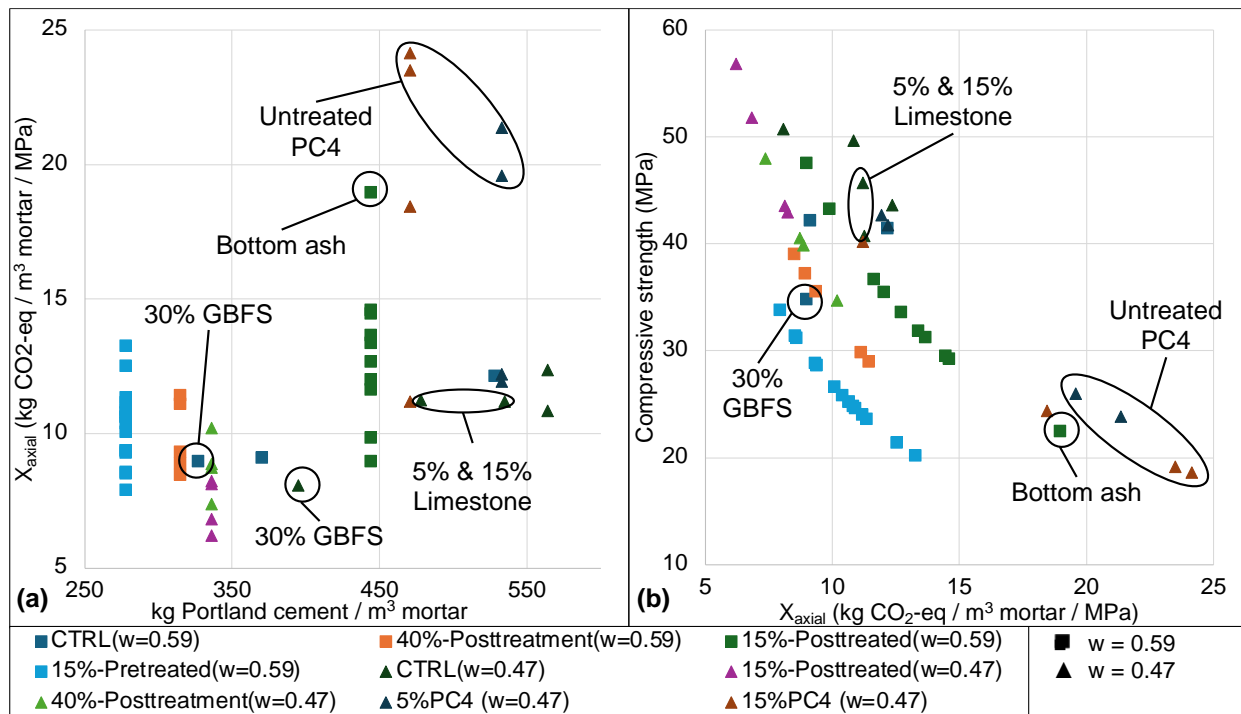 25
20
15
10
5
X_axial (kg CO2-eq / m³ mortar / MPa)
Untreated
PC4
Bottom ash
30% GBFS
5% & 15%
Limestone
30% GBFS
250
350
450
550
(a)
kg Portland cement / m³ mortar
60
50
40
30
20
10
Compressive strength (MPa)
5% & 15%
Limestone
30%
GBFS
Untreated
PC4
Bottom ash
5
10
15
20
25
(b)
X_axial (kg CO₂-eq / m³ mortar / MPa)
CTRL(w=0.59)
40%-Posttreatment(w=0.59)
15%-Posttreated(w=0.59)
w = 0.59
15%-Pretreated(w=0.59)
CTRL(w=0.47)
15%-Posttreated(w=0.47)
w = 0.47
40%-Posttreatment(w=0.47)
5%PC4 (w=0.47)
15%PC4 (w=0.47)